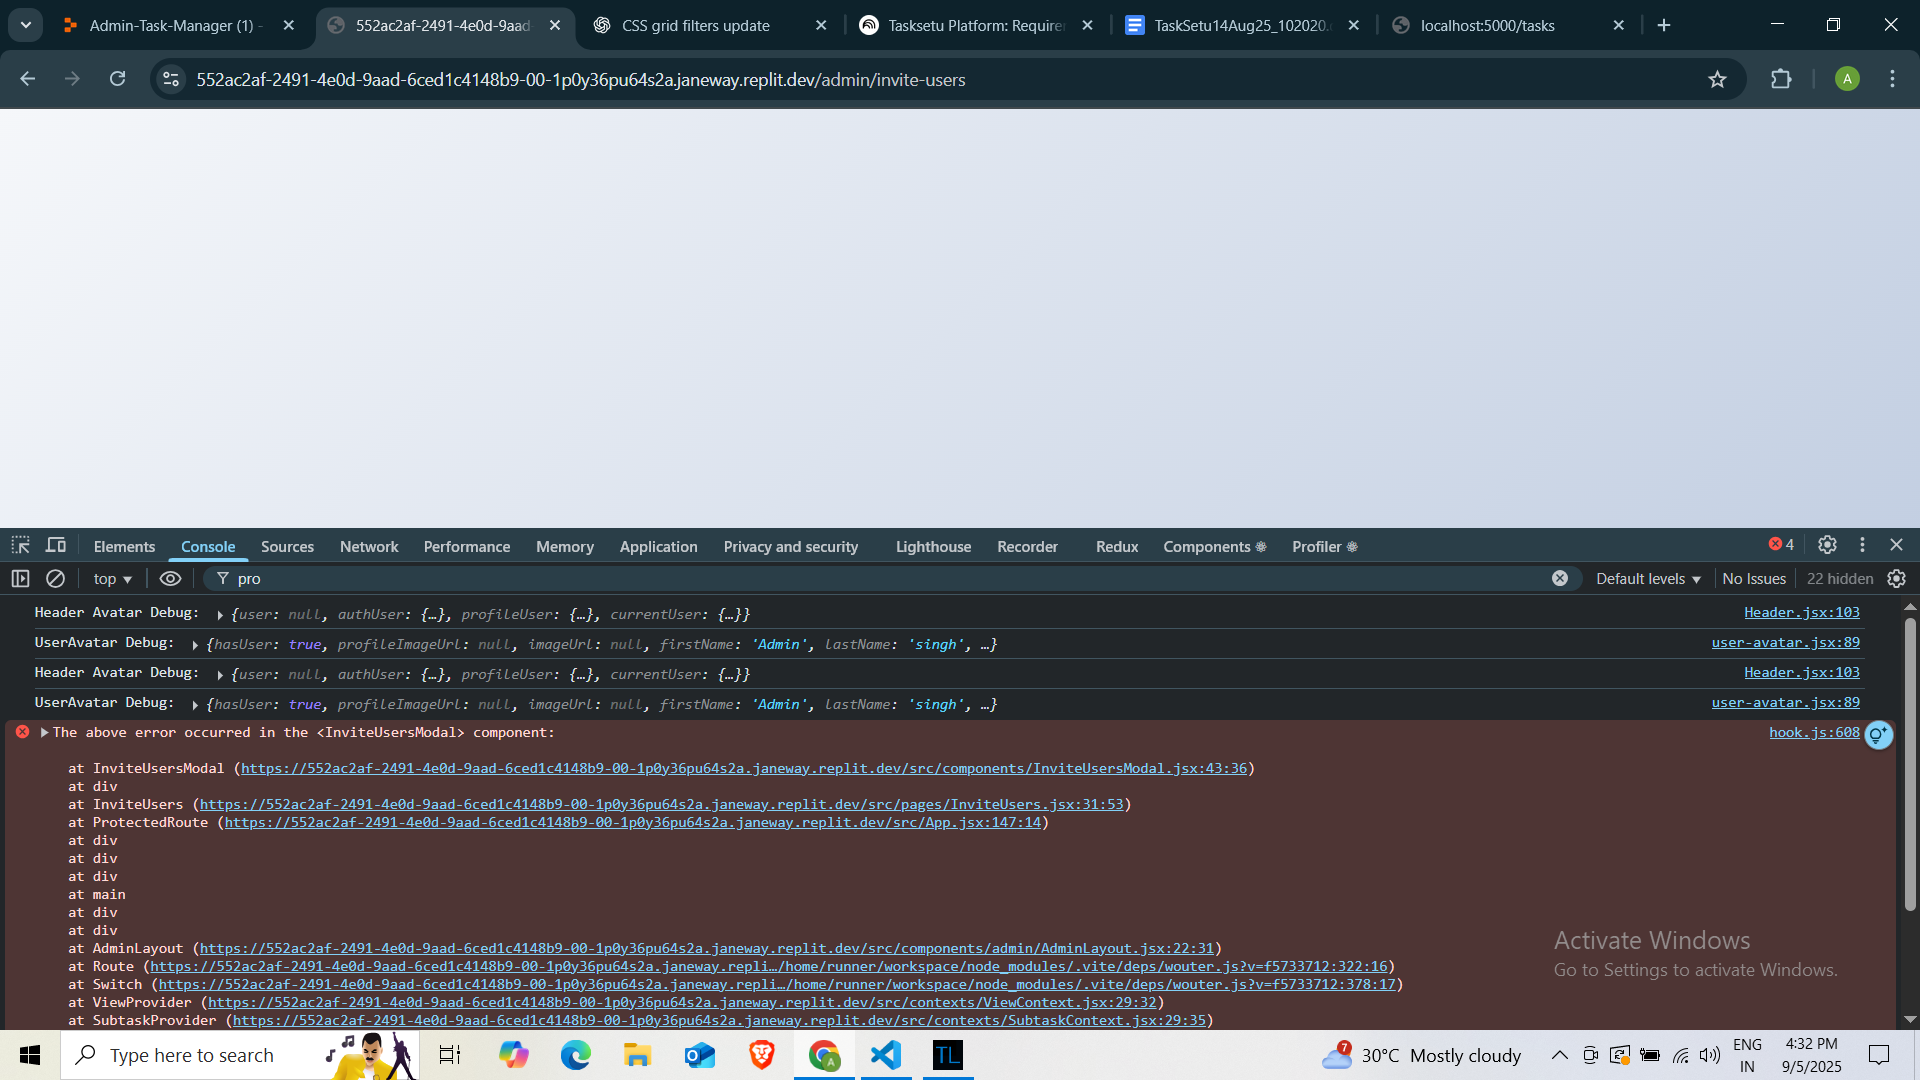 Admin-Task-Manager (1) -
552ac2af-2491-4e0d-9aad-
CSS grid filters update
Tasksetu Platform: Require
TaskSetu14Aug25_102020.
localhost:5000/tasks
552ac2af-2491-4e0d-9aad-6ced1c4148b9-00-1p0y36pu64s2a.janeway.replit.dev/admin/invite-users
A
Elements
Console
Sources
Network
Performance
Memory
Application
Privacy and security
Lighthouse
Recorder
Redux
Components
Profiler
4
top
pro
Default levels
No Issues
22 hidden
Header Avatar Debug: {user: null, authUser: {…}, profileUser: {…}, currentUser: {…}} Header.jsx:103
UserAvatar Debug: {hasUser: true, profileImageUrl: null, imageUrl: null, firstName: 'Admin', lastName: 'singh', …} user-avatar.jsx:89
Header Avatar Debug: {user: null, authUser: {…}, profileUser: {…}, currentUser: {…}} Header.jsx:103
UserAvatar Debug: {hasUser: true, profileImageUrl: null, imageUrl: null, firstName: 'Admin', lastName: 'singh', …} user-avatar.jsx:89
The above error occurred in the <InviteUsersModal> component: hook.js:608
at InviteUsersModal (https://552ac2af-2491-4e0d-9aad-6ced1c4148b9-00-1p0y36pu64s2a.janeway.replit.dev/src/components/InviteUsersModal.jsx:43:36)
at div
at InviteUsers (https://552ac2af-2491-4e0d-9aad-6ced1c4148b9-00-1p0y36pu64s2a.janeway.replit.dev/src/pages/InviteUsers.jsx:31:53)
at ProtectedRoute (https://552ac2af-2491-4e0d-9aad-6ced1c4148b9-00-1p0y36pu64s2a.janeway.replit.dev/src/App.jsx:147:14)
at div
at div
at div
at main
at div
at div
at AdminLayout (https://552ac2af-2491-4e0d-9aad-6ced1c4148b9-00-1p0y36pu64s2a.janeway.replit.dev/src/components/admin/AdminLayout.jsx:22:31)
at Route (https://552ac2af-2491-4e0d-9aad-6ced1c4148b9-00-1p0y36pu64s2a.janeway.repli…/home/runner/workspace/node_modules/.vite/deps/wouter.js?v=f5733712:322:16)
at Switch (https://552ac2af-2491-4e0d-9aad-6ced1c4148b9-00-1p0y36pu64s2a.janeway.repli…/home/runner/workspace/node_modules/.vite/deps/wouter.js?v=f5733712:378:17)
at ViewProvider (https://552ac2af-2491-4e0d-9aad-6ced1c4148b9-00-1p0y36pu64s2a.janeway.replit.dev/src/contexts/ViewContext.jsx:29:32)
at SubtaskProvider (https://552ac2af-2491-4e0d-9aad-6ced1c4148b9-00-1p0y36pu64s2a.janeway.replit.dev/src/contexts/SubtaskContext.jsx:29:35)
Activate Windows
Go to Settings to activate Windows.
Type here to search
A
TL
7
30°C Mostly cloudy
ENG
IN
4:32 PM
9/5/2025